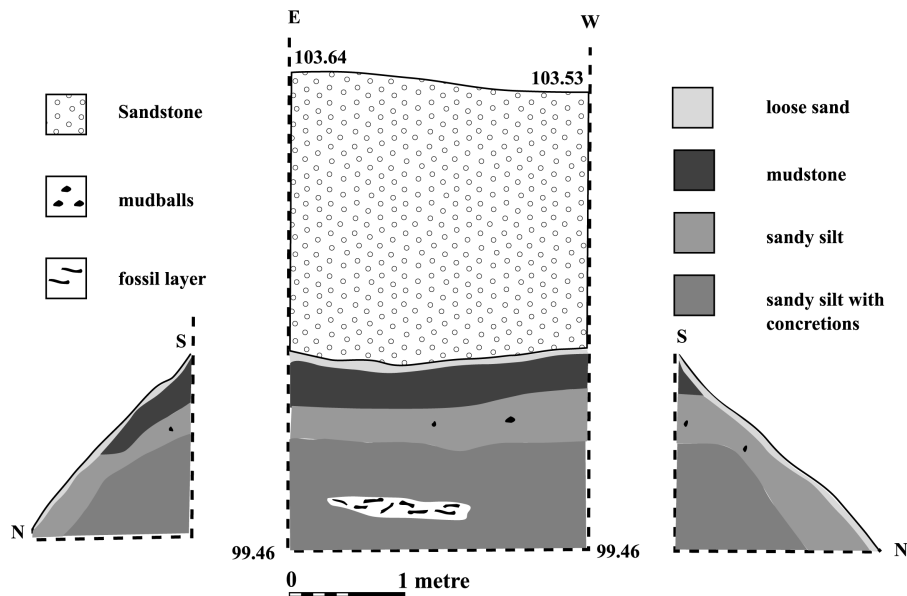 E
W
103.64
103.53
Sandstone
mudballs
fossil layer
loose sand
mudstone
sandy silt
sandy silt with
concretions
S
S
N
N
99.46
99.46
0 1 metre